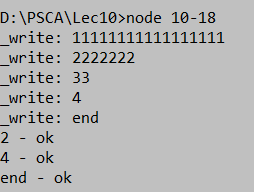 D:\PSCA\Lec10>node 10-18
_write: 11111111111111111
_write: 2222222
_write: 33
_write: 4
_write: end
2 - ok
4 - ok
end - ok